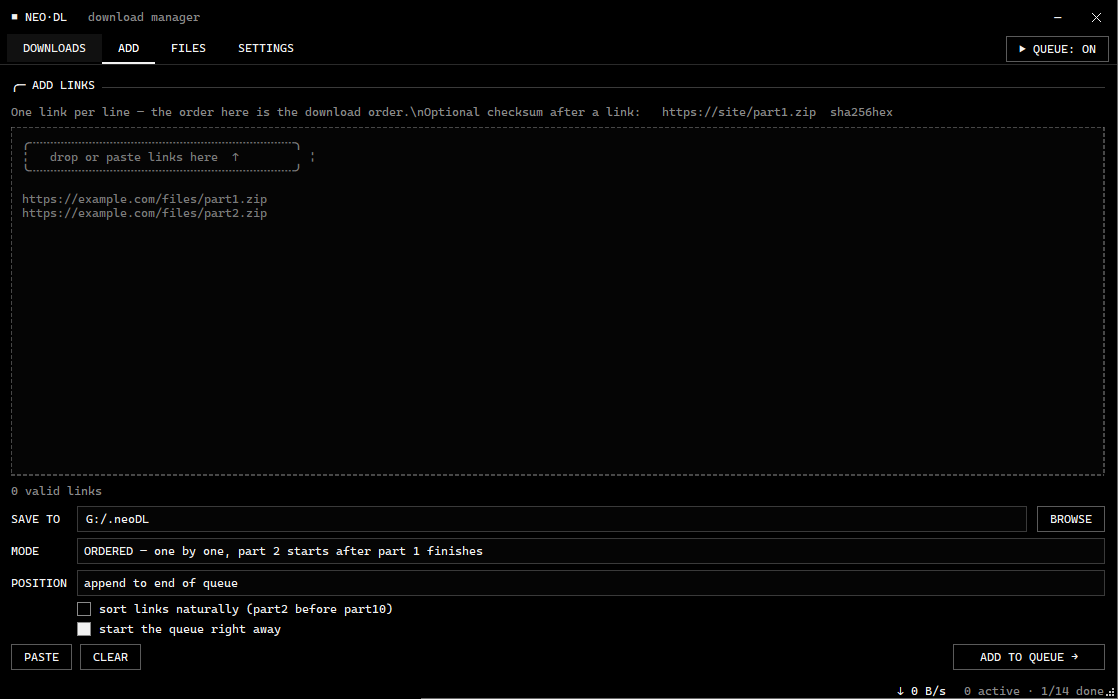 NEO·DL download manager
DOWNLOADS ADD FILES SETTINGS
QUEUE: ON
ADD LINKS
One link per line — the order here is the download order.\nOptional checksum after a link: https://site/part1.zip sha256hex
drop or paste links here ↑
https://example.com/files/part1.zip
https://example.com/files/part2.zip
0 valid links
SAVE TO G:/.neoDL BROWSE
MODE ORDERED — one by one, part 2 starts after part 1 finishes
POSITION append to end of queue
sort links naturally (part2 before part10)
start the queue right away
PASTE CLEAR ADD TO QUEUE →
↓ 0 B/s 0 active · 1/14 done